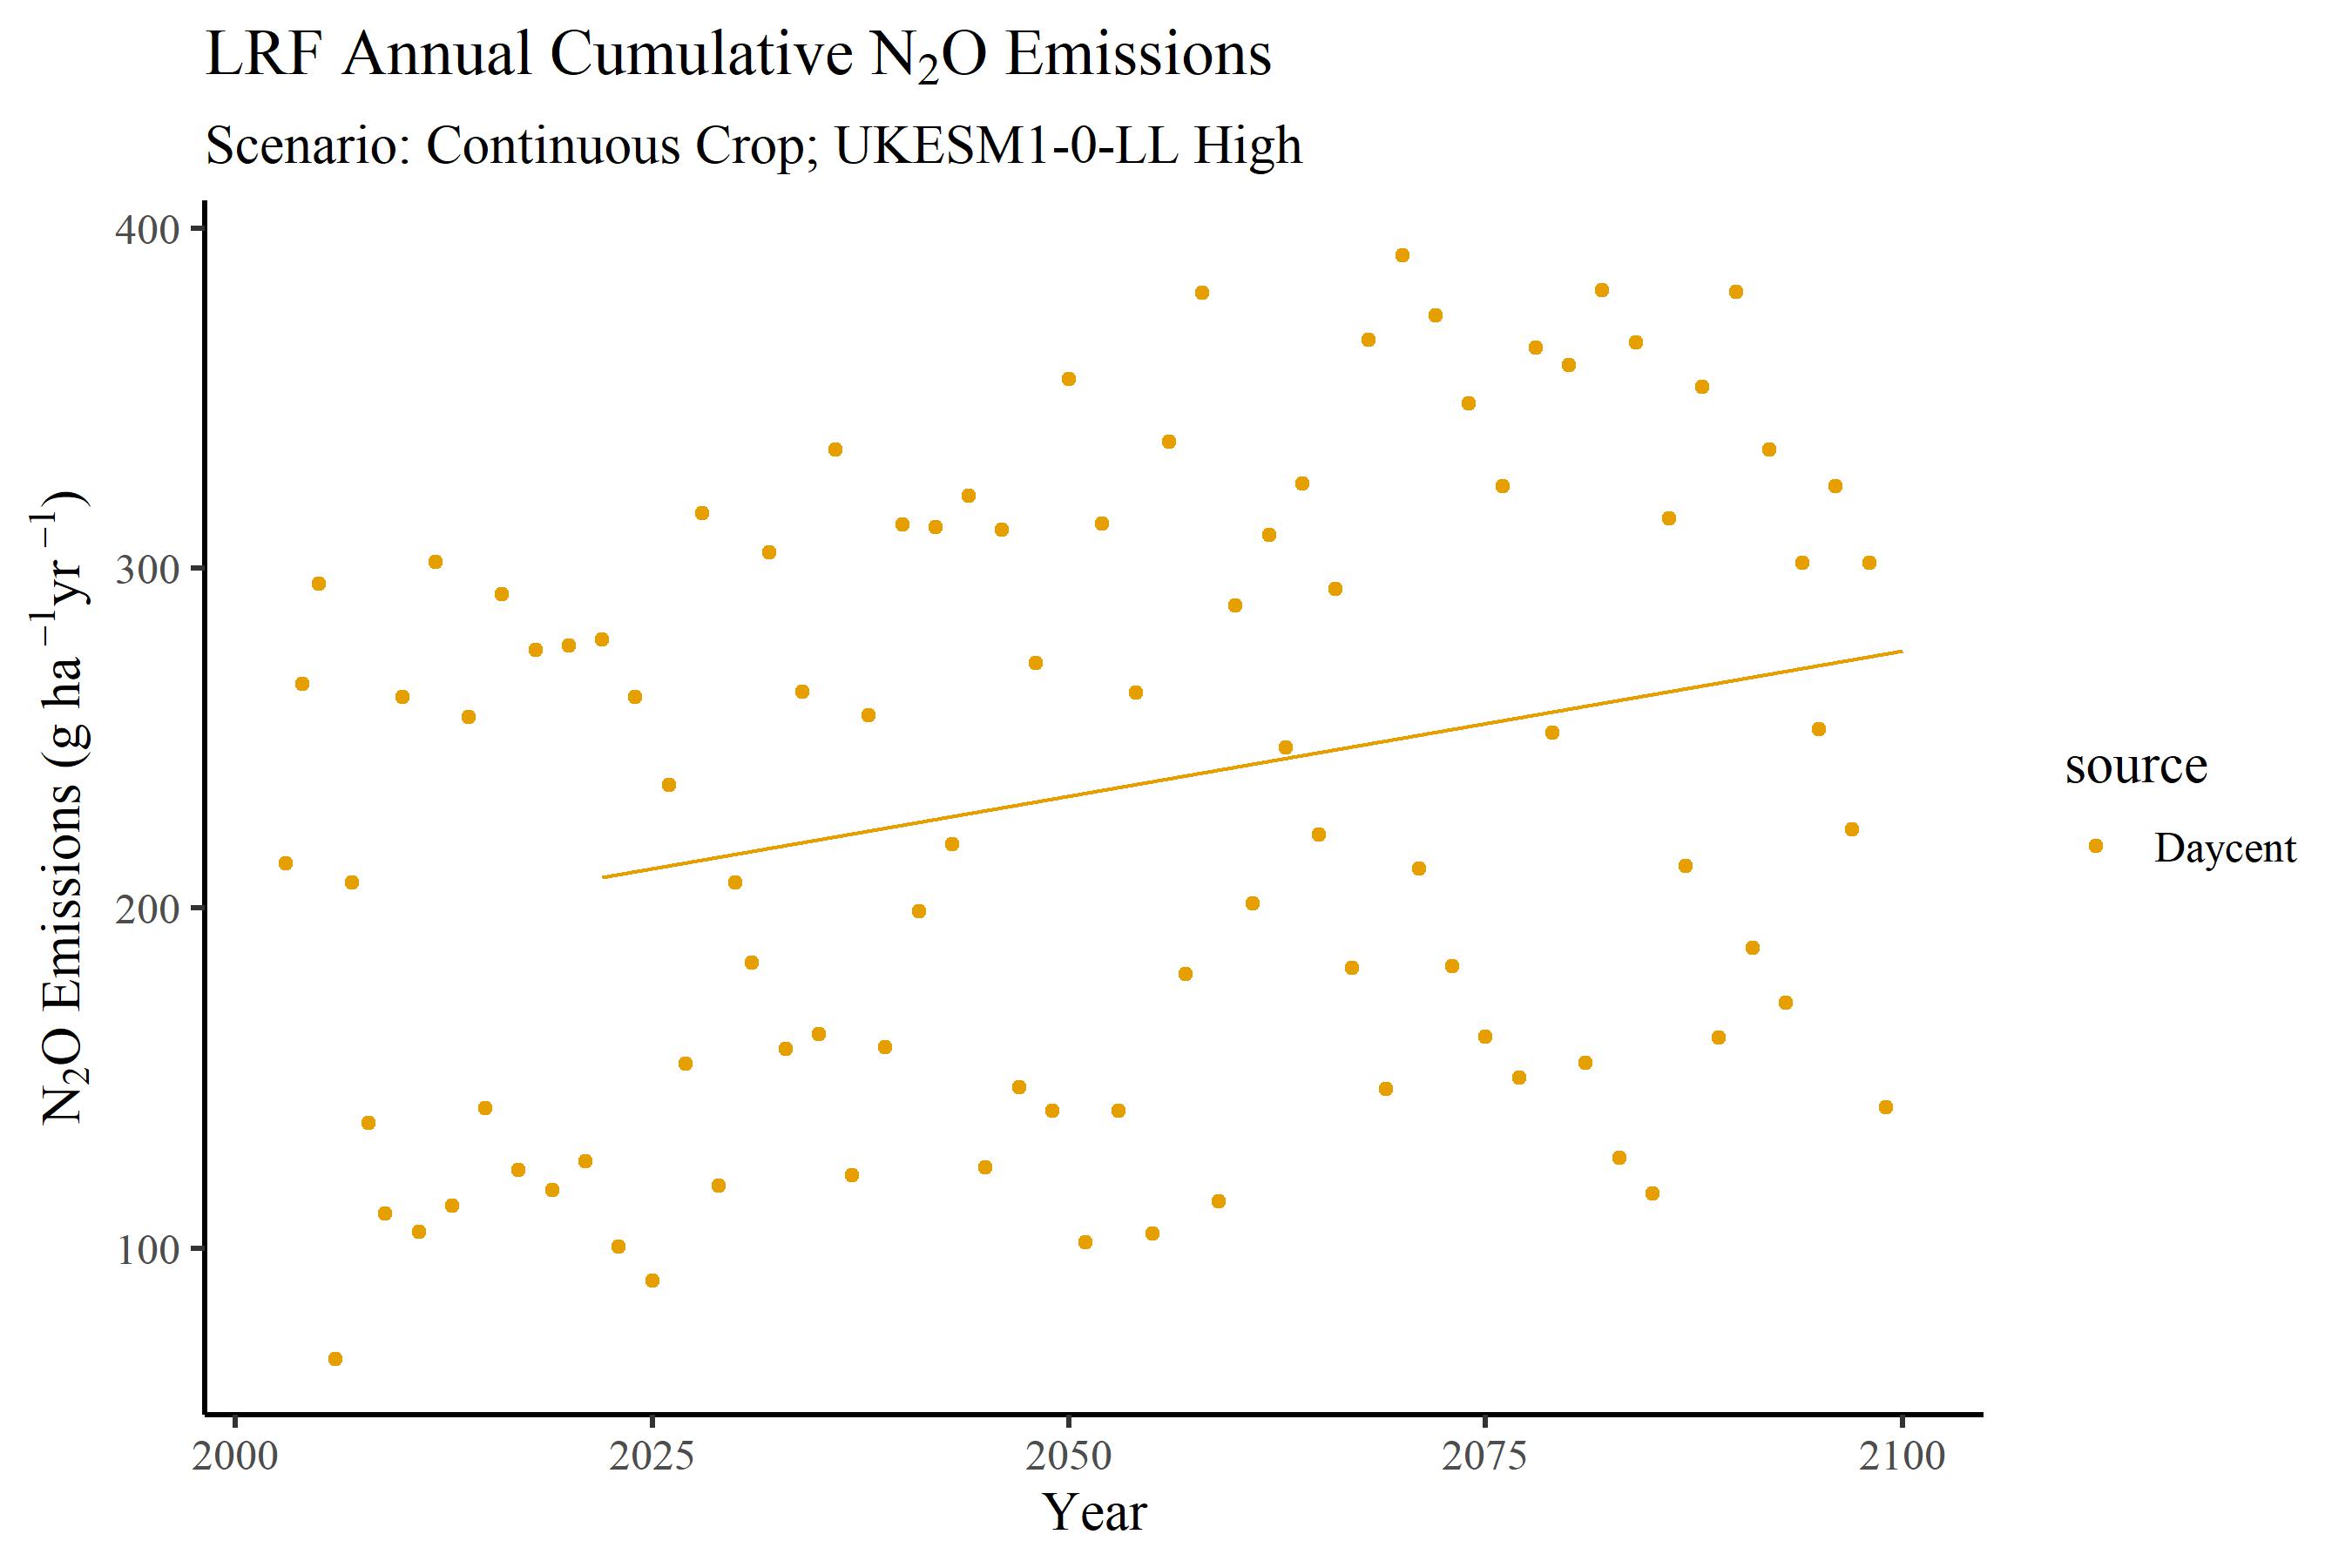 LRF Annual Cumulative N₂O Emissions
Scenario: Continuous Crop; UKESM1-0-LL High
N₂O Emissions (g ha ⁻¹yr ⁻¹)
400
300
200
100
2000 2025 2050 2075 2100
Year
source
Daycent